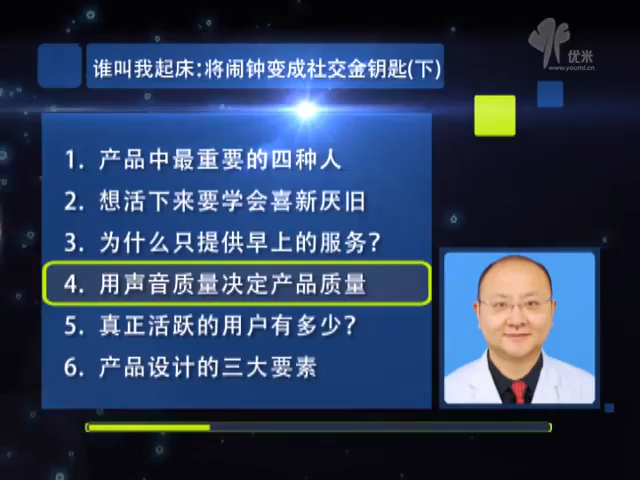 优米
www.youmi.cn
谁叫我起床:将闹钟变成社交金钥匙(下)
1. 产品中最重要的四种人
2. 想活下来要学会喜新厌旧
3. 为什么只提供早上的服务?
4. 用声音质量决定产品质量
5. 真正活跃的用户有多少?
6. 产品设计的三大要素